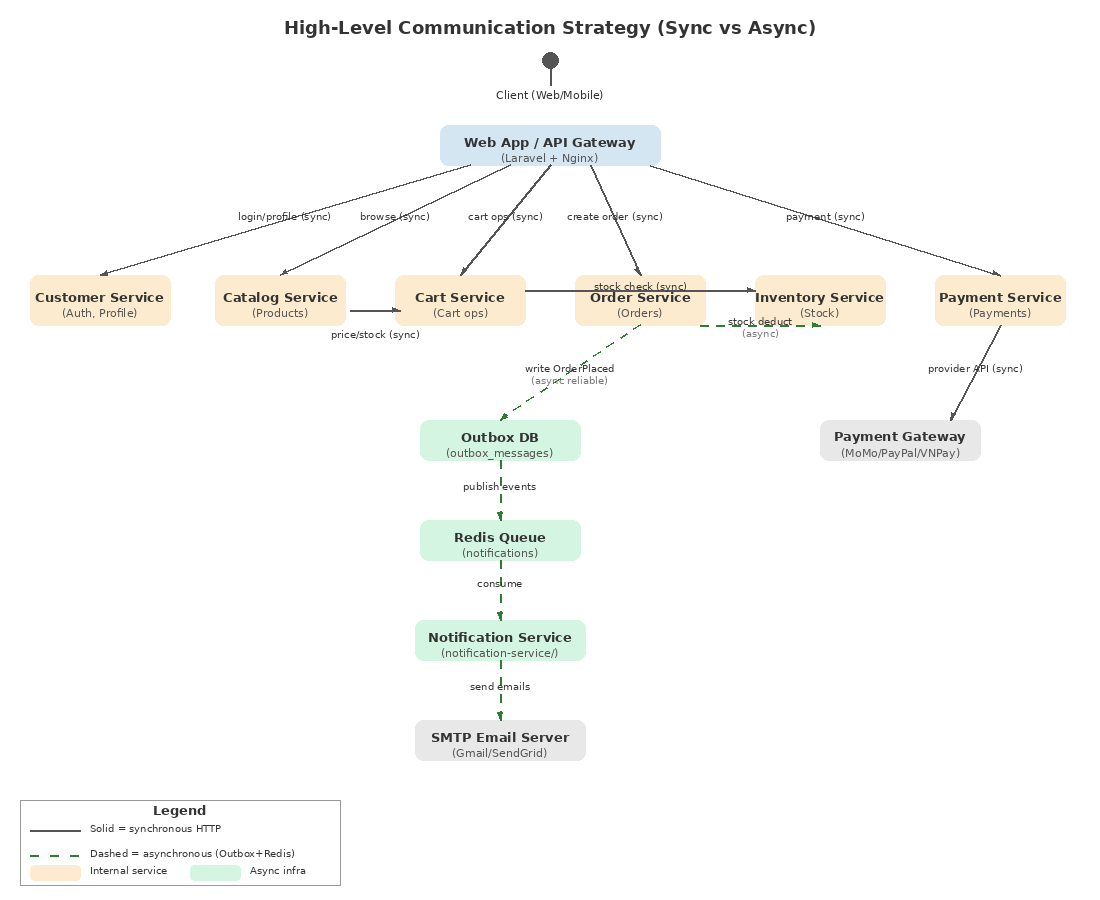 High-Level Communication Strategy (Sync vs Async)
Client (Web/Mobile)
Web App / API Gateway
(Laravel + Nginx)
login/profile (sync)
browse (sync)
cart ops (sync)
create order (sync)
payment (sync)
Customer Service
(Auth, Profile)
Catalog Service
(Products)
Cart Service
(Cart ops)
stock check (sync)
Order Service
(Orders)
Inventory Service
(Stock)
Payment Service
(Payments)
price/stock (sync)
stock deduct
(async)
write OrderPlaced
(async reliable)
provider API (sync)
Outbox DB
(outbox_messages)
Payment Gateway
(MoMo/PayPal/VNPay)
publish events
Redis Queue
(notifications)
consume
Notification Service
(notification-service/)
send emails
SMTP Email Server
(Gmail/SendGrid)
Legend
Solid = synchronous HTTP
Dashed = asynchronous (Outbox+Redis)
Internal service
Async infra